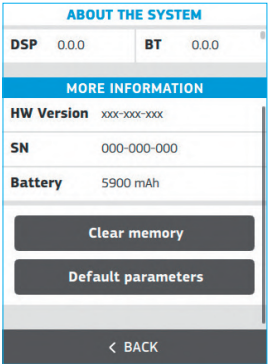 ABOUT THE SYSTEM
DSP 0.0.0 BT 0.0.0
MORE INFORMATION
HW Version xxx-xxx-xxx
SN 000-000-000
Battery 5900 mAh
Clear memory
Default parameters
< BACK